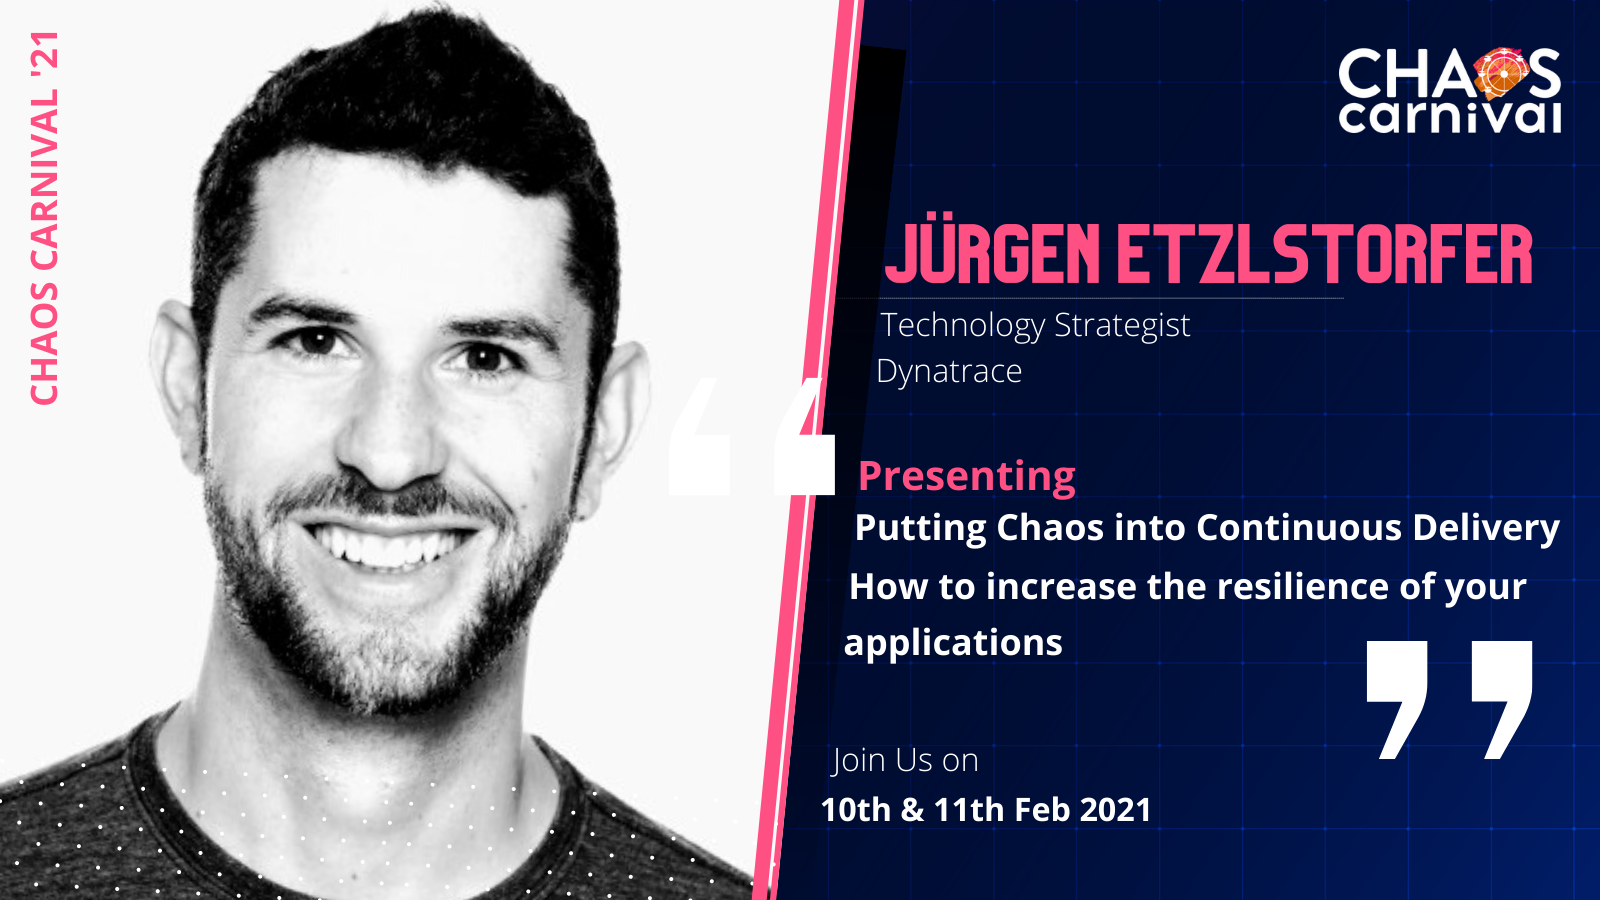 CHAOS CARNIVAL '21
CHAOS
carnival
JÜRGEN ETZLSTORFER
Technology Strategist
Dynatrace
“
Presenting
Putting Chaos into Continuous Delivery
How to increase the resilience of your
applications
”
Join Us on
10th & 11th Feb 2021